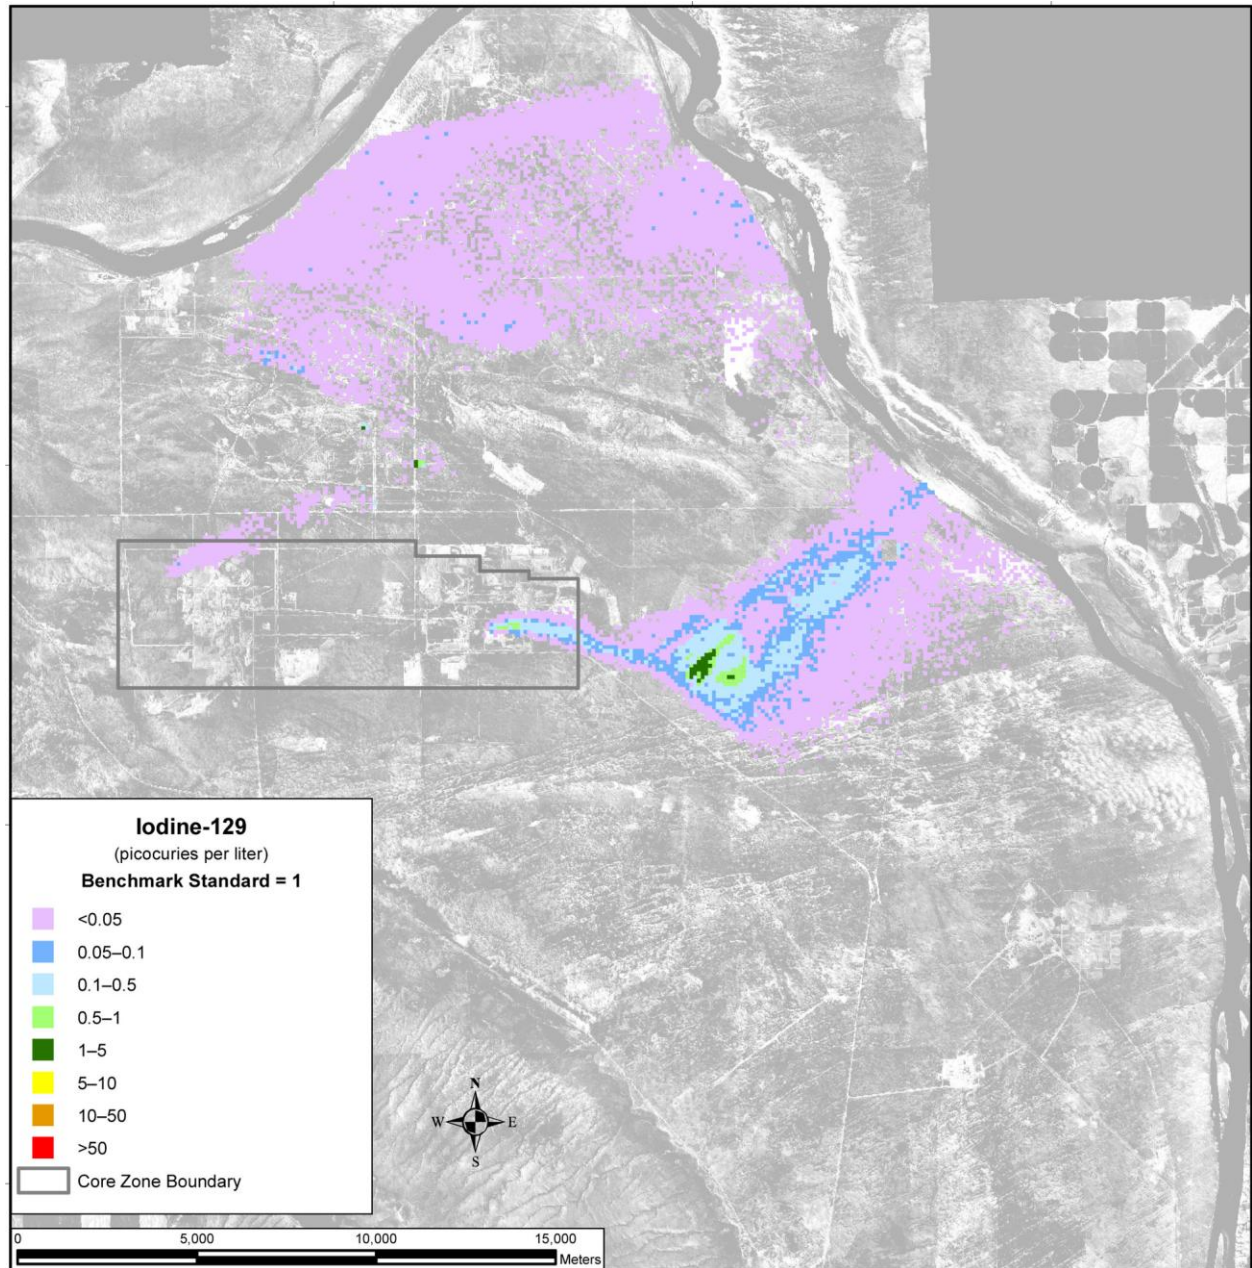 Iodine-129
(picocuries per liter)
Benchmark Standard = 1
<0.05
0.05–0.1
0.1–0.5
0.5–1
1–5
5–10
10–50
>50
Core Zone Boundary
N
W E
S
0 5,000 10,000 15,000
Meters